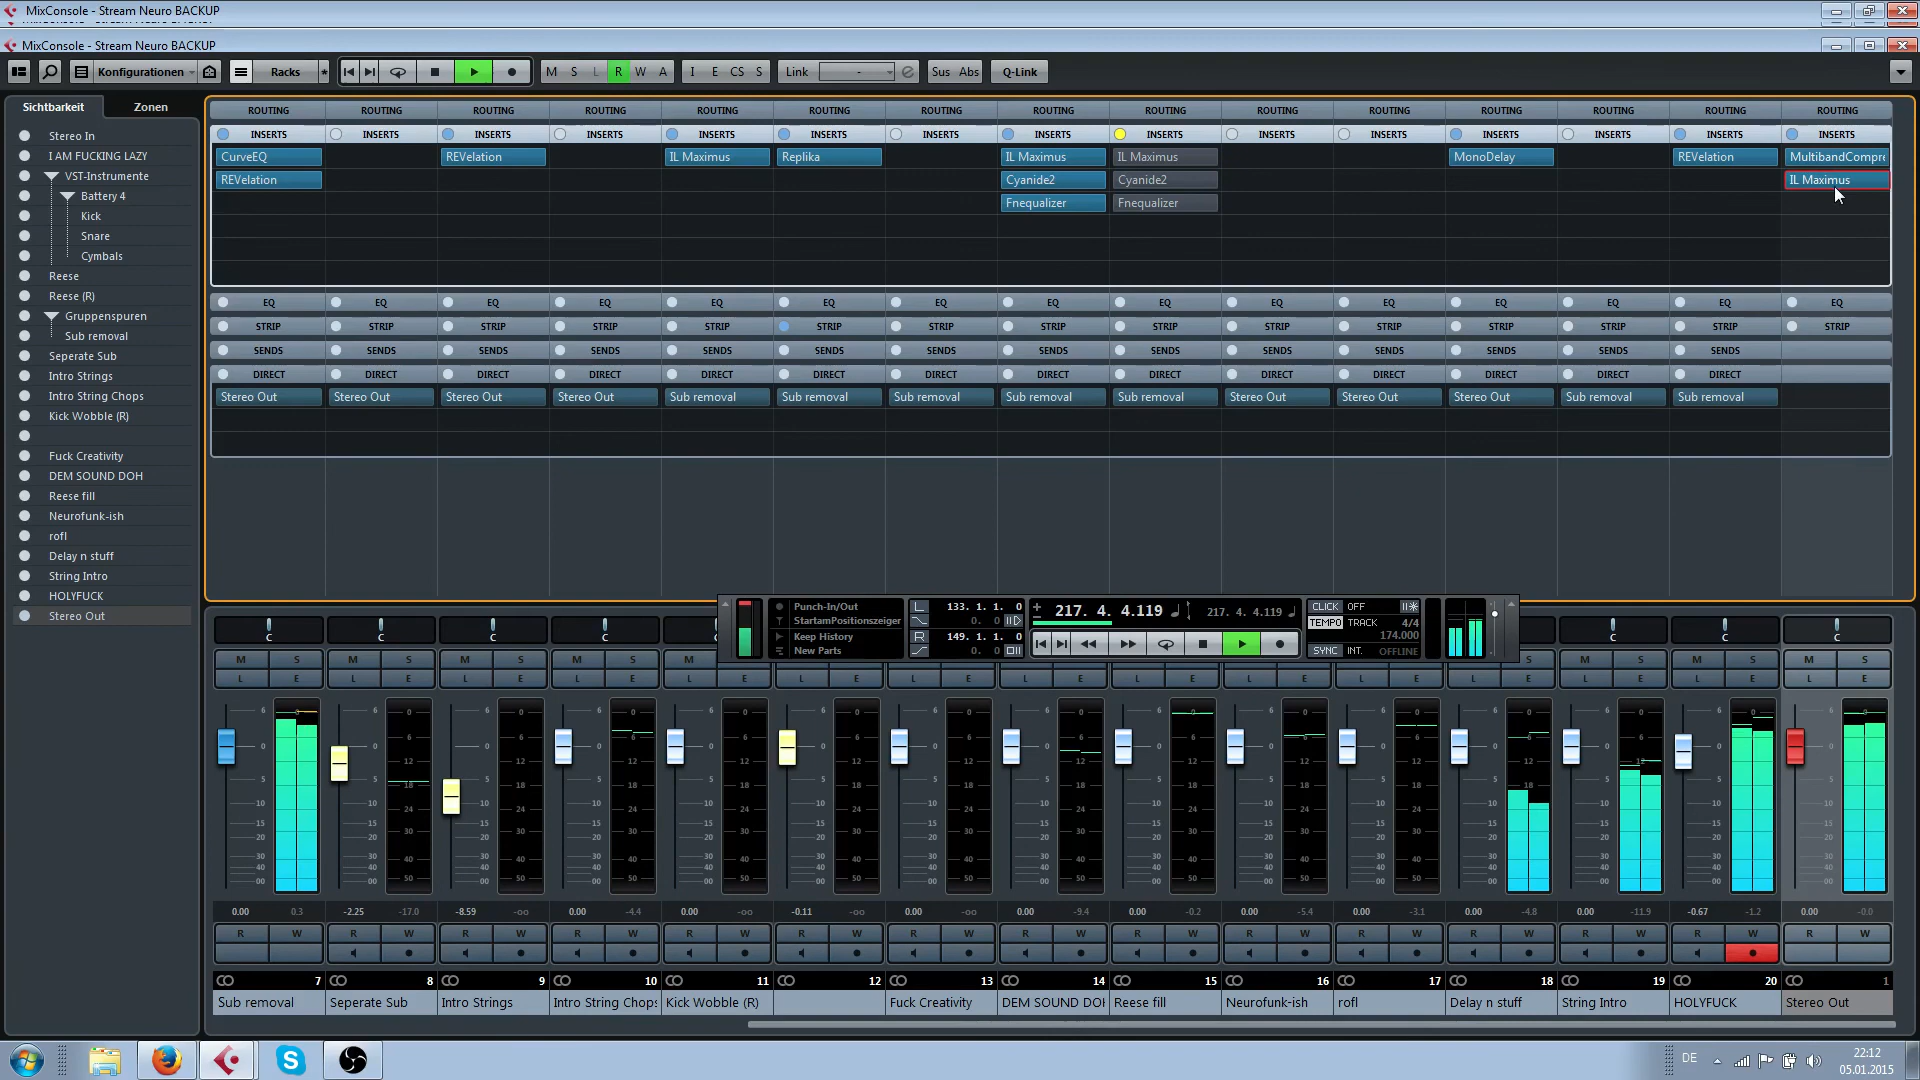 MixConsole - Stream Neuro BACKUP
MixConsole - Stream Neuro BACKUP
Konfigurationen Racks * M S L R W A I E CS S Link - e Sus Abs Q-Link
Sichtbarkeit Zonen
Stereo In
I AM FUCKING LAZY
VST-Instrumente
Battery 4
Kick
Snare
Cymbals
Reese
Reese (R)
Gruppenspuren
Sub removal
Seperate Sub
Intro Strings
Intro String Chops
Kick Wobble (R)
Fuck Creativity
DEM SOUND DOH
Reese fill
Neurofunk-ish
rofl
Delay n stuff
String Intro
HOLYFUCK
Stereo Out
ROUTING ROUTING ROUTING ROUTING ROUTING ROUTING ROUTING ROUTING ROUTING ROUTING ROUTING ROUTING ROUTING ROUTING ROUTING
INSERTS INSERTS INSERTS INSERTS INSERTS INSERTS INSERTS INSERTS INSERTS INSERTS INSERTS INSERTS INSERTS INSERTS INSERTS
CurveEQ REVelation IL Maximus Replika IL Maximus IL Maximus MonoDelay REVelation MultibandCompre
REVelation Cyanide2 Cyanide2 IL Maximus
Fnequalizer Fnequalizer
EQ EQ EQ EQ EQ EQ EQ EQ EQ EQ EQ EQ EQ EQ EQ
STRIP STRIP STRIP STRIP STRIP STRIP STRIP STRIP STRIP STRIP STRIP STRIP STRIP STRIP STRIP
SENDS SENDS SENDS SENDS SENDS SENDS SENDS SENDS SENDS SENDS SENDS SENDS SENDS SENDS
DIRECT DIRECT DIRECT DIRECT DIRECT DIRECT DIRECT DIRECT DIRECT DIRECT DIRECT DIRECT DIRECT DIRECT
Stereo Out Stereo Out Stereo Out Stereo Out Sub removal Sub removal Sub removal Sub removal Sub removal Stereo Out Stereo Out Stereo Out Sub removal Sub removal
Punch-In/Out
StartamPositionszeiger
Keep History
New Parts
L 133. 1. 1. 0
0. 0
R 149. 1. 1. 0
0. 0
217. 4. 4.119 217. 4. 4.119
CLICK OFF
TEMPO TRACK 4/4
174.000
SYNC INT. OFFLINE
C C C C C C C
M S M S M S M S M S M S M S M S
L E L E L E L E L E L E L E L E L E L E L E L E L E L E L E
0.00 0.3 -2.25 -17.0 -8.59 -oo 0.00 -4.4 0.00 -oo -0.11 -oo 0.00 -oo 0.00 -9.4 0.00 -0.2 0.00 -5.4 0.00 -3.1 0.00 -4.8 0.00 -11.9 -0.67 -1.2 0.00 -0.0
R W R W R W R W R W R W R W R W R W R W R W R W R W R W R W
7 8 9 10 11 12 13 14 15 16 17 18 19 20 1
Sub removal Seperate Sub Intro Strings Intro String Chops Kick Wobble (R) Fuck Creativity DEM SOUND DOH Reese fill Neurofunk-ish rofl Delay n stuff String Intro HOLYFUCK Stereo Out
DE 22:12
05.01.2015